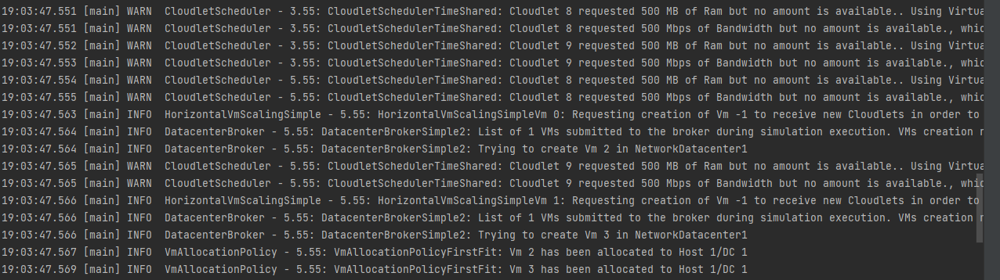 19:03:47.551 [main] WARN  CloudletScheduler - 3.55: CloudletSchedulerTimeShared: Cloudlet 8 requested 500 MB of Ram but no amount is available.. Using Virtua
19:03:47.551 [main] WARN  CloudletScheduler - 3.55: CloudletSchedulerTimeShared: Cloudlet 8 requested 500 Mbps of Bandwidth but no amount is available., whic
19:03:47.552 [main] WARN  CloudletScheduler - 3.55: CloudletSchedulerTimeShared: Cloudlet 9 requested 500 MB of Ram but no amount is available.. Using Virtua
19:03:47.553 [main] WARN  CloudletScheduler - 3.55: CloudletSchedulerTimeShared: Cloudlet 9 requested 500 Mbps of Bandwidth but no amount is available., whic
19:03:47.554 [main] WARN  CloudletScheduler - 5.55: CloudletSchedulerTimeShared: Cloudlet 8 requested 500 MB of Ram but no amount is available.. Using Virtua
19:03:47.555 [main] WARN  CloudletScheduler - 5.55: CloudletSchedulerTimeShared: Cloudlet 8 requested 500 Mbps of Bandwidth but no amount is available., whic
19:03:47.563 [main] INFO  HorizontalVmScalingSimple - 5.55: HorizontalVmScalingSimpleVm 0: Requesting creation of Vm -1 to receive new Cloudlets in order to
19:03:47.564 [main] INFO  DatacenterBroker - 5.55: DatacenterBrokerSimple2: List of 1 VMs submitted to the broker during simulation execution. VMs creation r
19:03:47.564 [main] INFO  DatacenterBroker - 5.55: DatacenterBrokerSimple2: Trying to create Vm 2 in NetworkDatacenter1
19:03:47.565 [main] WARN  CloudletScheduler - 5.55: CloudletSchedulerTimeShared: Cloudlet 9 requested 500 MB of Ram but no amount is available.. Using Virtua
19:03:47.565 [main] WARN  CloudletScheduler - 5.55: CloudletSchedulerTimeShared: Cloudlet 9 requested 500 Mbps of Bandwidth but no amount is available., whic
19:03:47.566 [main] INFO  HorizontalVmScalingSimple - 5.55: HorizontalVmScalingSimpleVm 1: Requesting creation of Vm -1 to receive new Cloudlets in order to
19:03:47.566 [main] INFO  DatacenterBroker - 5.55: DatacenterBrokerSimple2: List of 1 VMs submitted to the broker during simulation execution. VMs creation r
19:03:47.566 [main] INFO  DatacenterBroker - 5.55: DatacenterBrokerSimple2: Trying to create Vm 3 in NetworkDatacenter1
19:03:47.567 [main] INFO  VmAllocationPolicy - 5.55: VmAllocationPolicyFirstFit: Vm 2 has been allocated to Host 1/DC 1
19:03:47.569 [main] INFO  VmAllocationPolicy - 5.55: VmAllocationPolicyFirstFit: Vm 3 has been allocated to Host 1/DC 1